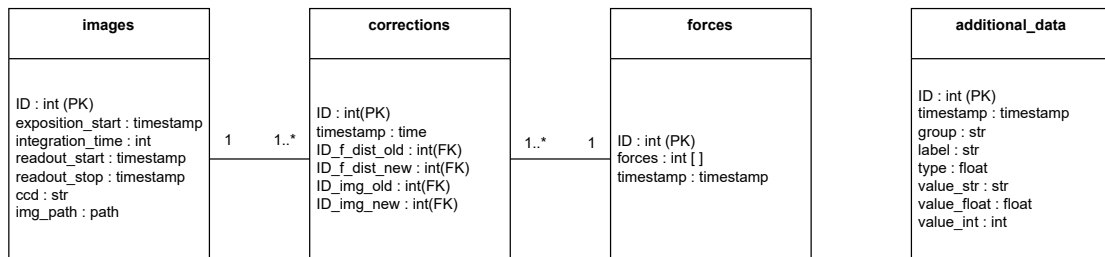 images
ID : int (PK)
exposition_start : timestamp
integration_time : int
readout_start : timestamp
readout_stop : timestamp
ccd : str
img_path : path
1
1..*
corrections
ID : int(PK)
timestamp : time
ID_f_dist_old : int(FK)
ID_f_dist_new : int(FK)
ID_img_old : int(FK)
ID_img_new : int(FK)
1..*
1
forces
ID : int (PK)
forces : int [ ]
timestamp : timestamp
additional_data
ID : int (PK)
timestamp : timestamp
group : str
label : str
type : float
value_str : str
value_float : float
value_int : int